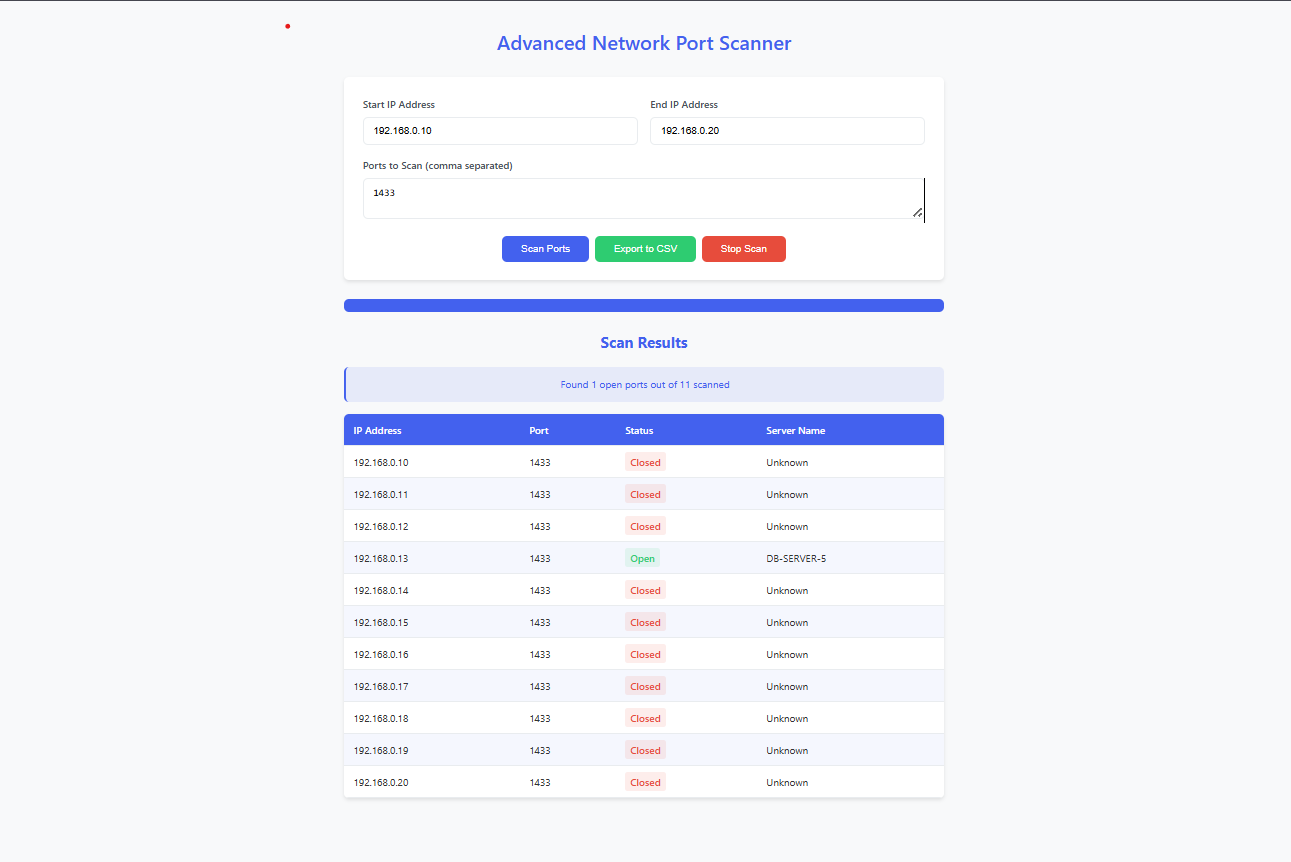 Advanced Network Port Scanner
Start IP Address End IP Address
192.168.0.10 192.168.0.20
Ports to Scan (comma separated)
1433
Scan Ports Export to CSV Stop Scan
Scan Results
Found 1 open ports out of 11 scanned
IP Address Port Status Server Name
192.168.0.10 1433 Closed Unknown
192.168.0.11 1433 Closed Unknown
192.168.0.12 1433 Closed Unknown
192.168.0.13 1433 Open DB-SERVER-5
192.168.0.14 1433 Closed Unknown
192.168.0.15 1433 Closed Unknown
192.168.0.16 1433 Closed Unknown
192.168.0.17 1433 Closed Unknown
192.168.0.18 1433 Closed Unknown
192.168.0.19 1433 Closed Unknown
192.168.0.20 1433 Closed Unknown